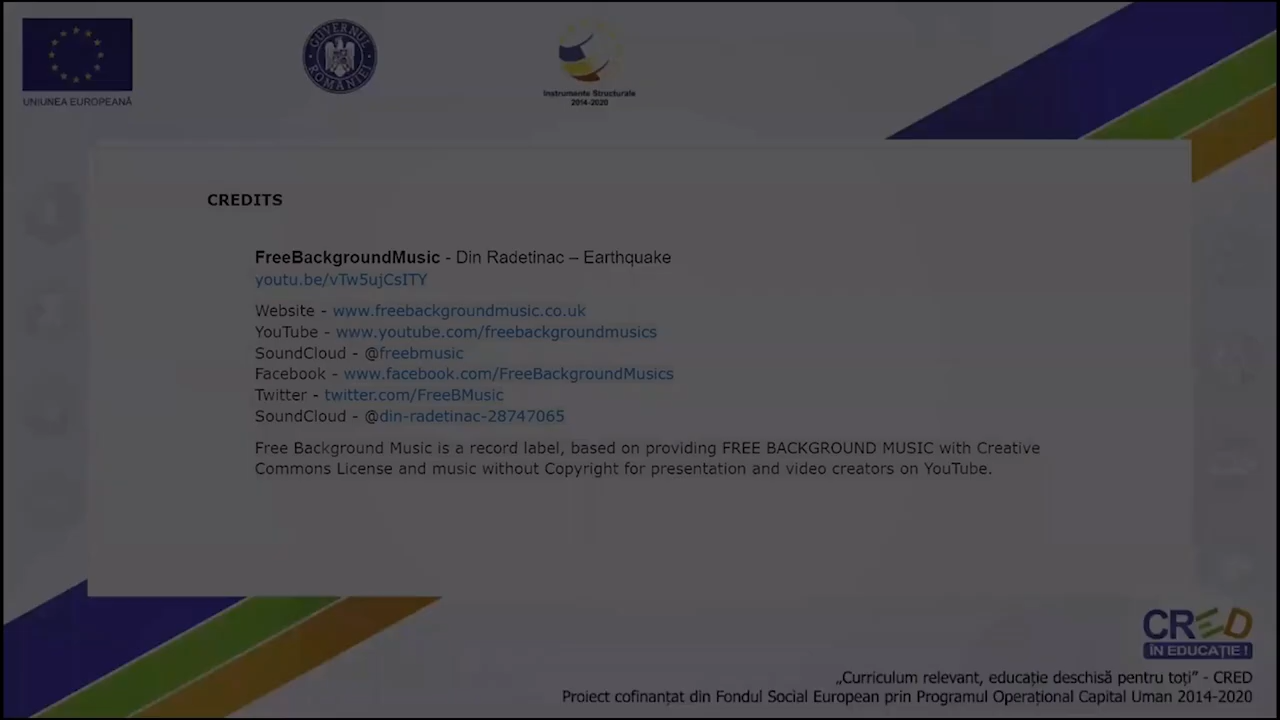 UNIUNEA EUROPEANĂ
GUVERNUL ROMÂNIEI
Instrumente Structurale
2014-2020
CREDITS
FreeBackgroundMusic - Din Radetinac – Earthquake
youtu.be/vTw5ujCsITY
Website - www.freebackgroundmusic.co.uk
YouTube - www.youtube.com/freebackgroundmusics
SoundCloud - @freebmusic
Facebook - www.facebook.com/FreeBackgroundMusics
Twitter - twitter.com/FreeBMusic
SoundCloud - @din-radetinac-28747065
Free Background Music is a record label, based on providing FREE BACKGROUND MUSIC with Creative
Commons License and music without Copyright for presentation and video creators on YouTube.
CRED
ÎN EDUCAȚIE!
„Curriculum relevant, educație deschisă pentru toți” - CRED
Proiect cofinanțat din Fondul Social European prin Programul Operațional Capital Uman 2014-2020